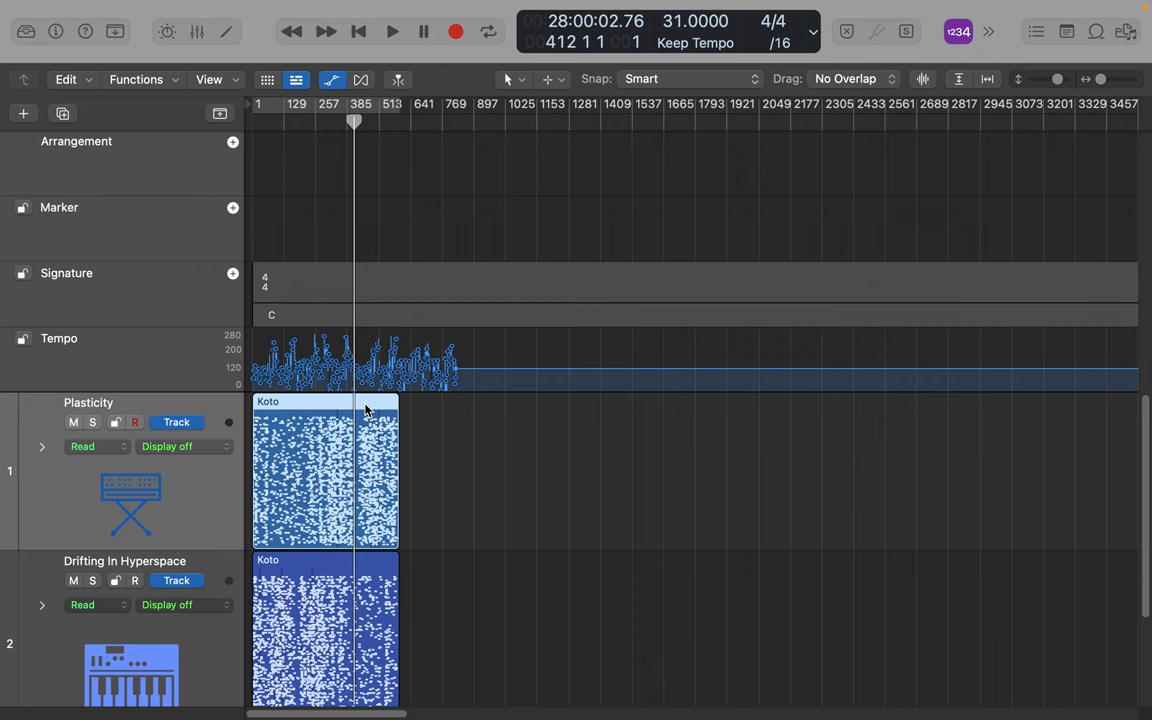 00:28:00:02.76 31.0000 4/4
00412 1 1 001 Keep Tempo /16
1234
Edit Functions View Snap: Smart Drag: No Overlap
1 129 257 385 513 641 769 897 1025 1153 1281 1409 1537 1665 1793 1921 2049 2177 2305 2433 2561 2689 2817 2945 3073 3201 3329 3457
Arrangement
Marker
Signature
4
4
C
Tempo
280
200
120
0
Plasticity
Koto
M S R Track
Read Display off
1
Drifting In Hyperspace
Koto
M S R Track
Read Display off
2